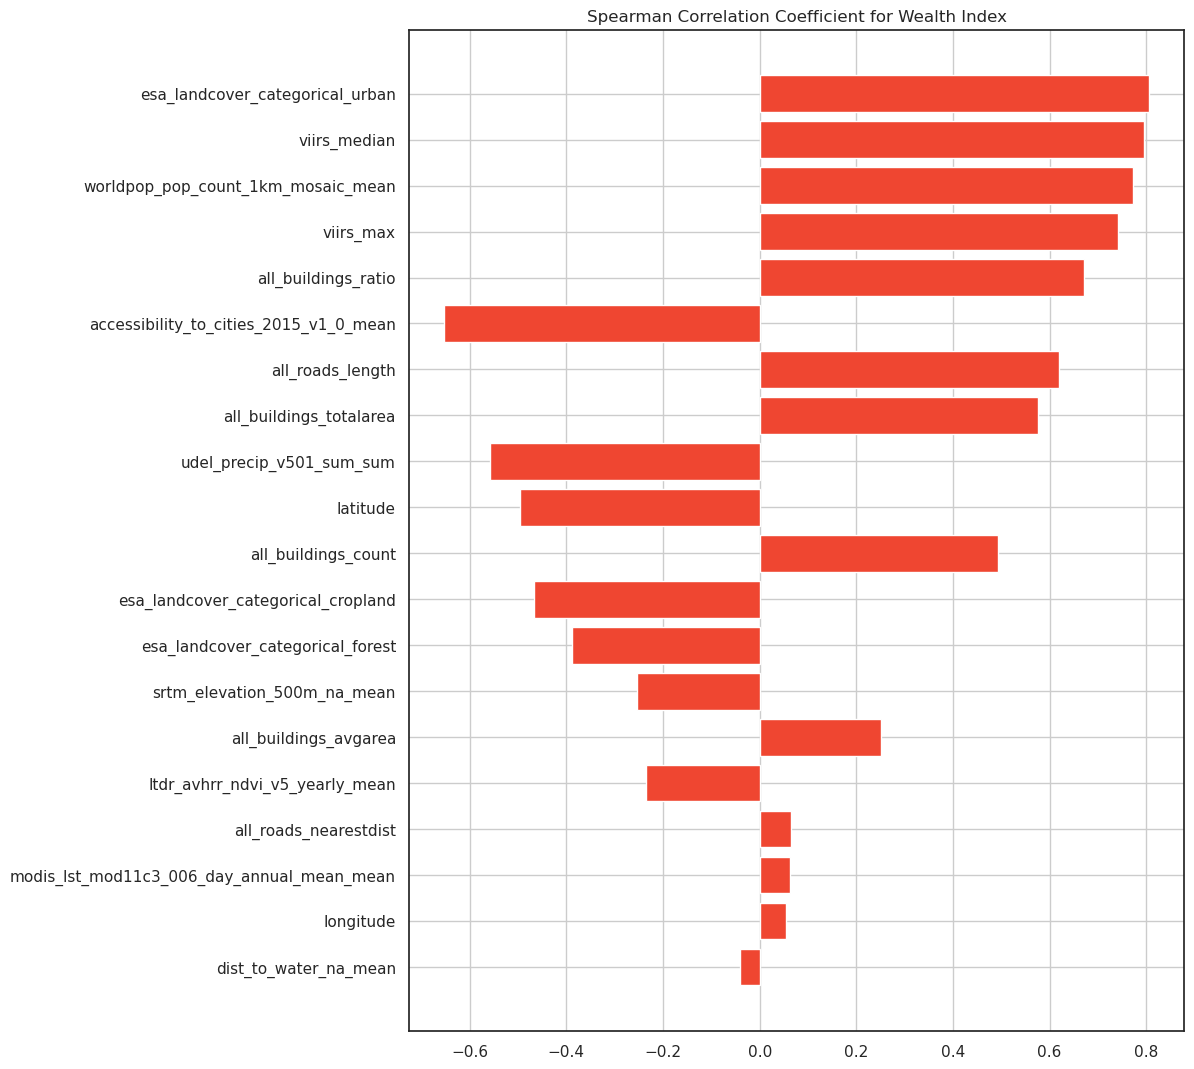 Spearman Correlation Coefficient for Wealth Index
esa_landcover_categorical_urban
viirs_median
worldpop_pop_count_1km_mosaic_mean
viirs_max
all_buildings_ratio
accessibility_to_cities_2015_v1_0_mean
all_roads_length
all_buildings_totalarea
udel_precip_v501_sum_sum
latitude
all_buildings_count
esa_landcover_categorical_cropland
esa_landcover_categorical_forest
srtm_elevation_500m_na_mean
all_buildings_avgarea
ltdr_avhrr_ndvi_v5_yearly_mean
all_roads_nearestdist
modis_lst_mod11c3_006_day_annual_mean_mean
longitude
dist_to_water_na_mean
−0.6 −0.4 −0.2 0.0 0.2 0.4 0.6 0.8